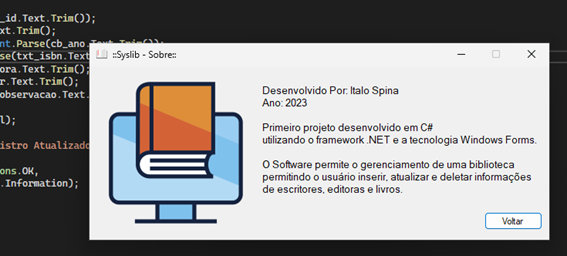 _id.Text.Trim());
xt.Trim();
nt.Parse(cb_ano.Text.Trim());
se(txt_isbn.Text
ora.Text.Trim();
r.Text.Trim();
observacao.Text.
l);
istro Atualizado
ons.OK,
.Information);
::Syslib - Sobre::
Desenvolvido Por: Italo Spina
Ano: 2023
Primeiro projeto desenvolvido em C#
utilizando o framework .NET e a tecnologia Windows Forms.
O Software permite o gerenciamento de uma biblioteca
permitindo o usuário inserir, atualizar e deletar informações
de escritores, editoras e livros.
Voltar